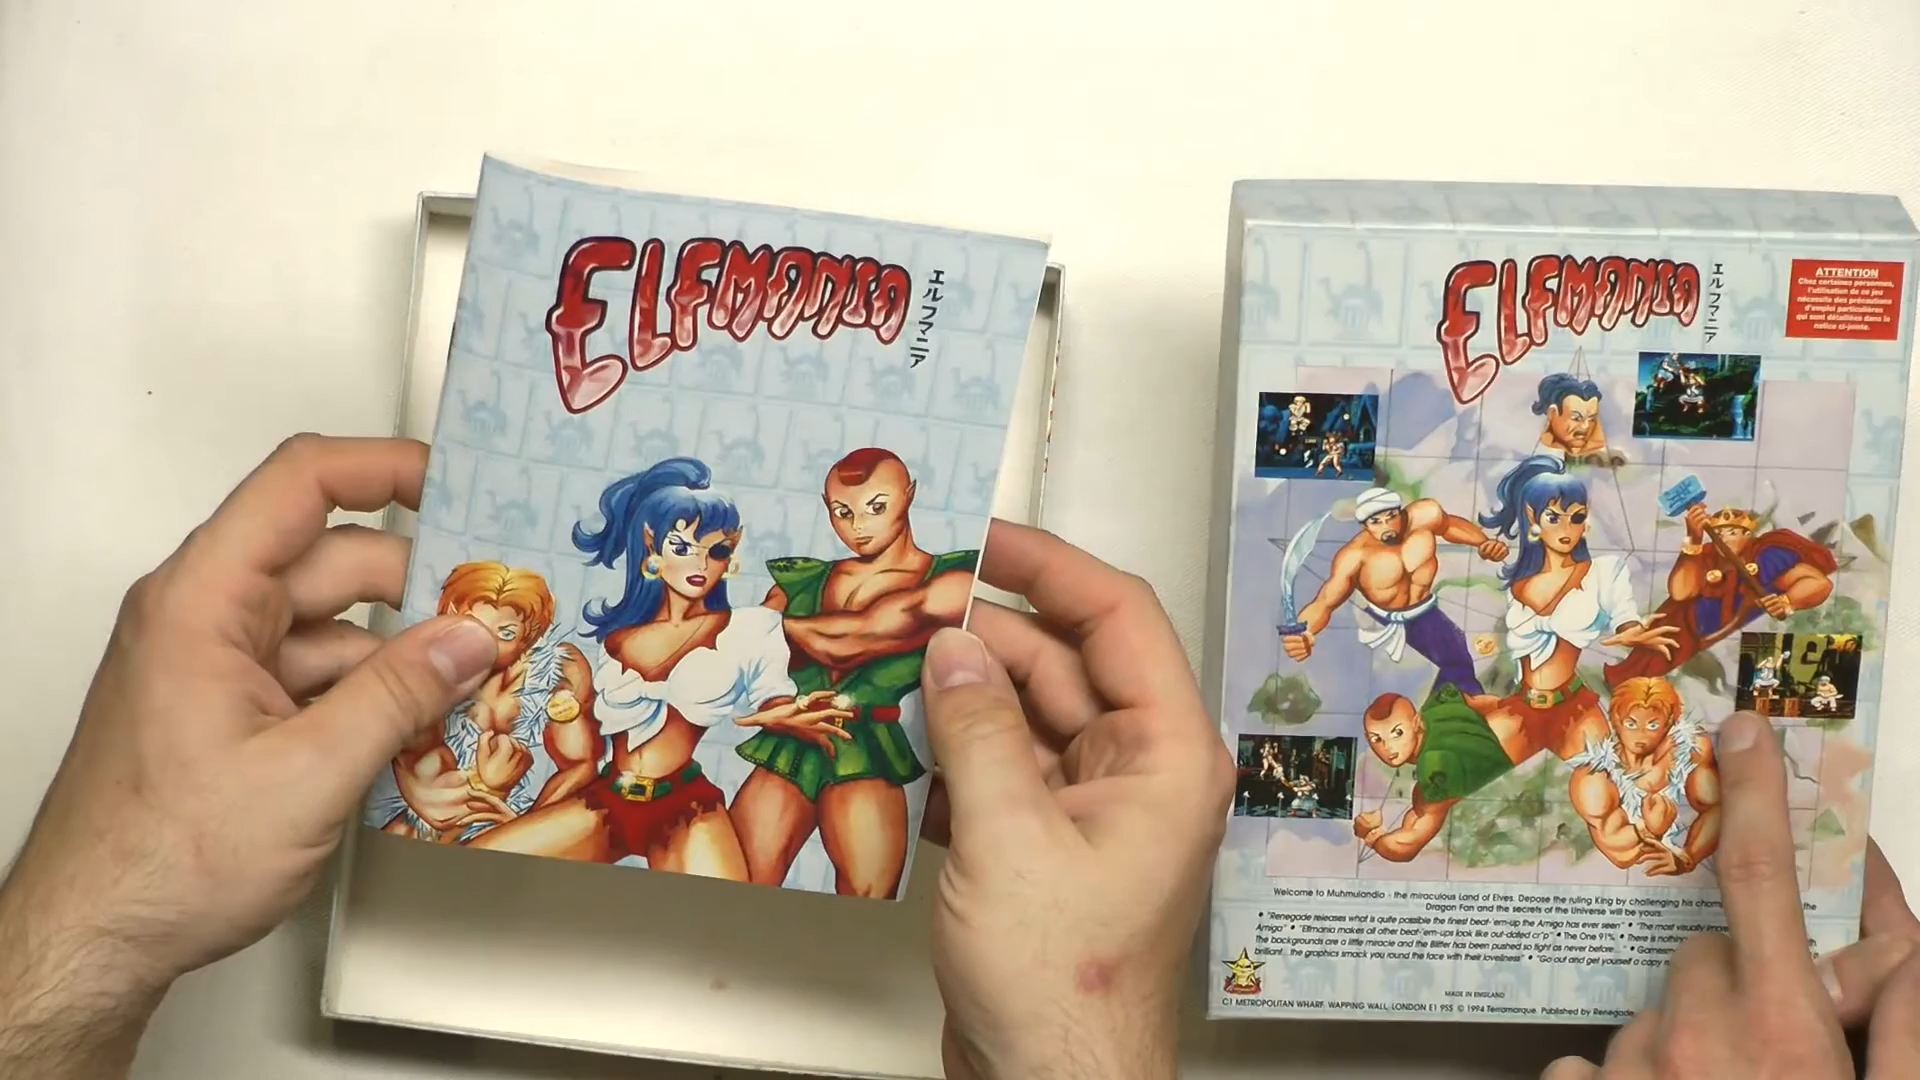 ELFMANIA
エルフマニア
ELFMANIA
エルフマニア
ATTENTION
Chez certaines personnes,
l'utilisation de ce jeu
nécessite des précautions
d'emploi particulières
qui sont détaillées dans la
notice ci-jointe.
Welcome to Muhmulandia - the miraculous Land of Elves. Depose the ruling King by challenging his the
Dragon Fan and the secrets of the Universe will be yours.
• "Renegade releases what is quite possible the finest beat-'em-up the Amiga has ever seen" • "The most visually
Amiga" • "Elfmania makes all other beat-'em-ups look like out-dated cr*p" • The One 91% • There is
The backgrounds are a little miracle and the Blitter has been pushed so tight as never before..." •
brilliant...the graphics smack you round the face with their loveliness" • "Go out and get yourself a copy
MADE IN ENGLAND
C1 METROPOLITAN WHARF. WAPPING WALL, LONDON E1 9SS © 1994 Terramarque. Published by Renegade